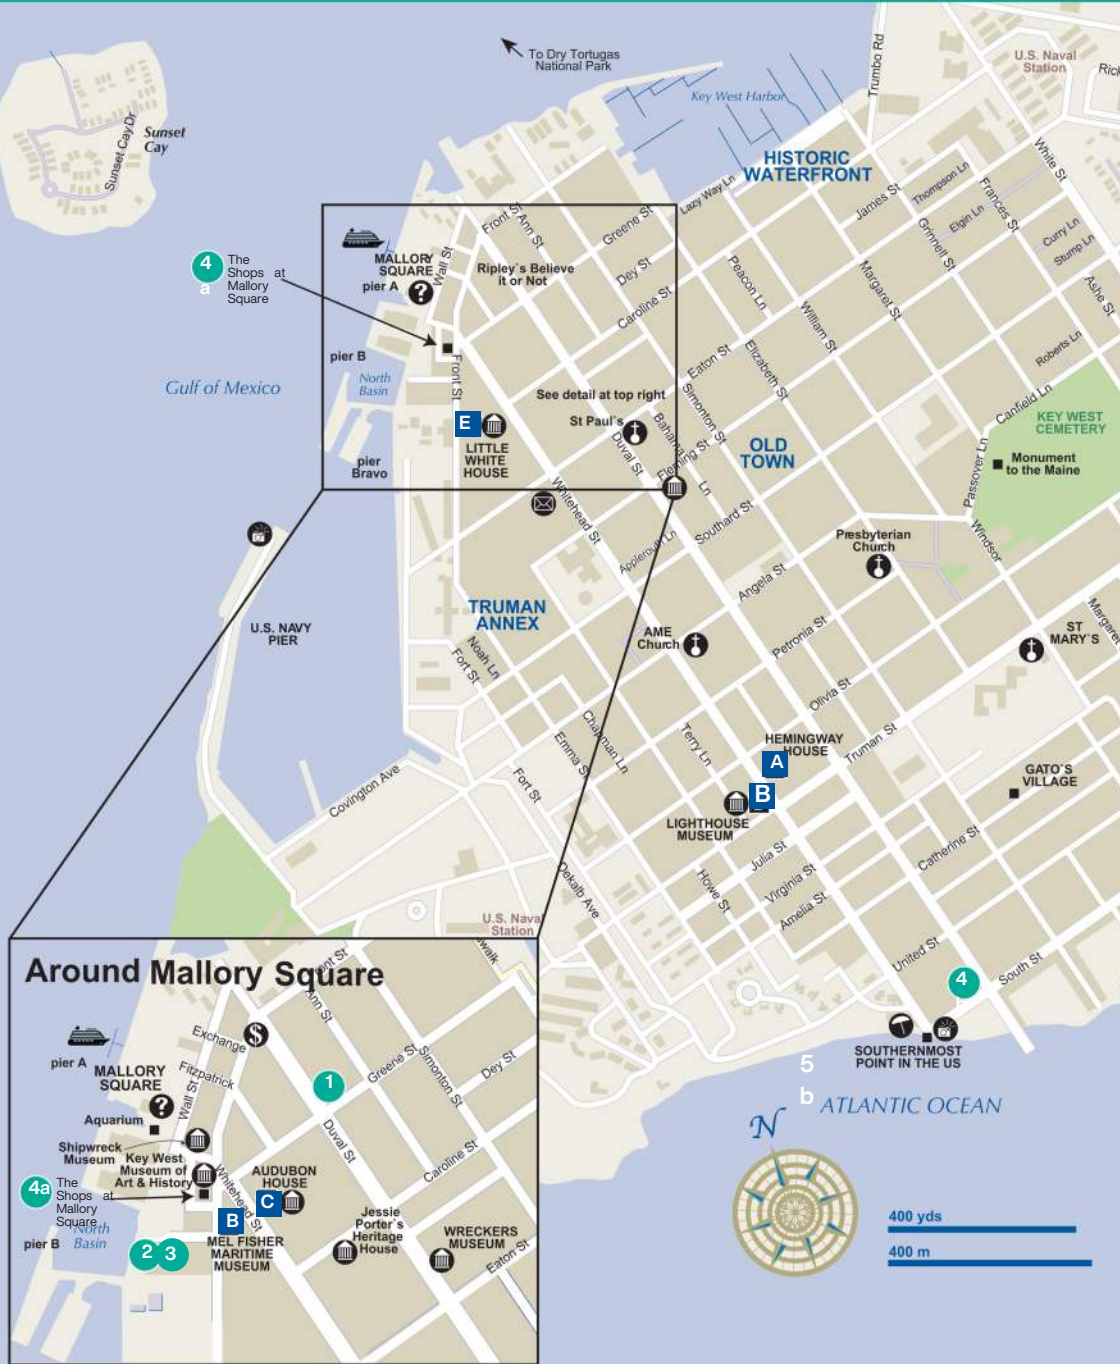 To Dry Tortugas
National Park
Key West Harbor
Trumbo Rd
U.S. Naval
Station
Sunset
Cay
Sunset Cay Dr
HISTORIC
WATERFRONT
White St
Lazy Way Ln
James St
Thompson Ln
Frances St
Elgin Ln
Grinnell St
Curry Ln
Stump Ln
Ashe St
Front St
Ann St
Greene St
4
a
The
Shops at
Mallory
Square
MALLORY
SQUARE
pier A
?
Wall St
Ripley`s Believe
it or Not
Dey St
Caroline St
Peacon Ln
Margaret St
William St
Roberts Ln
pier B
North
Basin
Gulf of Mexico
Front St
Eaton St
Elizabeth St
Simonton St
Canfield Ln
KEY WEST
CEMETERY
See detail at top right
St Paul`s
E
LITTLE
WHITE
HOUSE
pier
Bravo
Bahama
Ln
Duval St
Fleming St
OLD
TOWN
Passover Ln
Monument
to the Maine
Whitehead St
Southard St
Applerouth Ln
Windsor
Presbyterian
Church
Angela St
TRUMAN
ANNEX
U.S. NAVY
PIER
Noah Ln
Fort St
AME
Church
Petronia St
ST
MARY`S
Margaret
Olivia St
Chapman Ln
Emma St
Terry Ln
HEMINGWAY
HOUSE
A
B
Truman St
GATO`S
VILLAGE
Fort St
Covington Ave
LIGHTHOUSE
MUSEUM
Julia St
Catherine St
Dekalb Ave
Howe St
Virginia St
Amelia St
U.S. Naval
Station
United St
4
South St
SOUTHERNMOST
POINT IN THE US
5
b
ATLANTIC OCEAN
N
400 yds
400 m
Around Mallory Square
Ann St
Exchange
$
pier A
MALLORY
SQUARE
?
Fitzpatrick
Wall St
1
Greene St
Simonton St
Dey St
Aquarium
Shipwreck
Museum
Key West
Museum of
Art & History
Duval St
Caroline St
4a
The
Shops at
Mallory
Square
AUDUBON
HOUSE
Whitehead St
C
B
Jessie
Porter`s
Heritage
House
WRECKERS
MUSEUM
Eaton St
pier B
North
Basin
2
3
MEL FISHER
MARITIME
MUSEUM